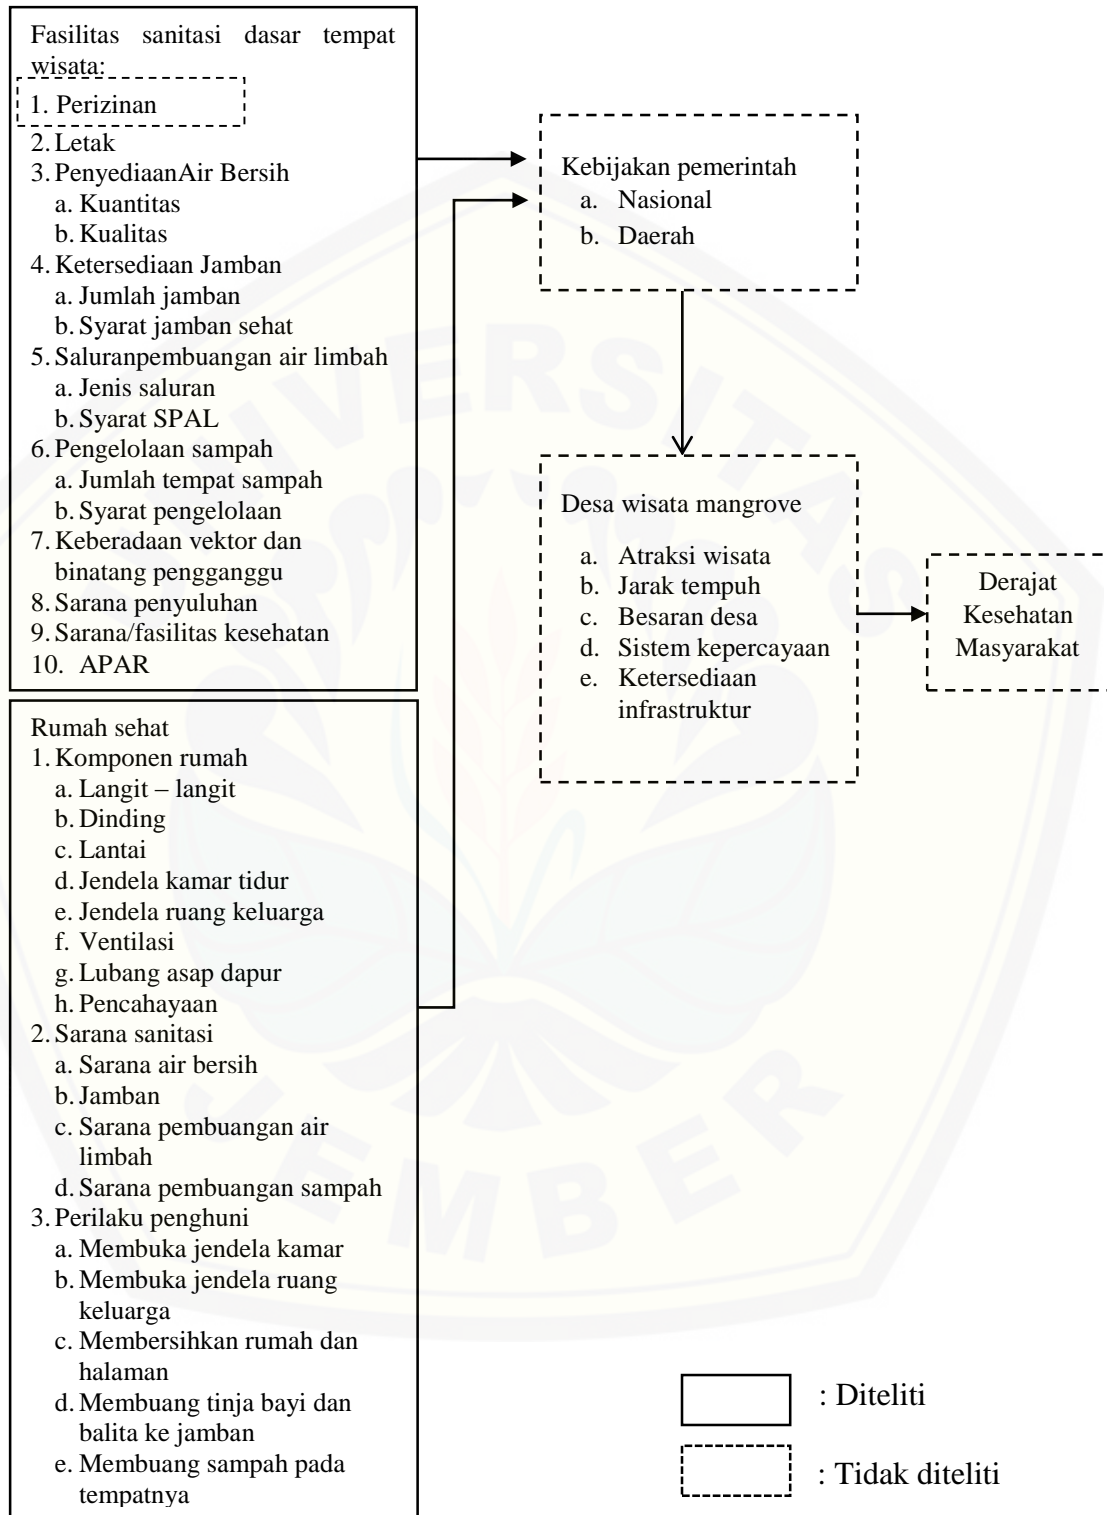 Fasilitas sanitasi dasar tempat
wisata:
1. Perizinan
2. Letak
3. PenyediaanAir Bersih
a. Kuantitas
b. Kualitas
4. Ketersediaan Jamban
a. Jumlah jamban
b. Syarat jamban sehat
5. Saluranpembuangan air limbah
a. Jenis saluran
b. Syarat SPAL
6. Pengelolaan sampah
a. Jumlah tempat sampah
b. Syarat pengelolaan
7. Keberadaan vektor dan
binatang pengganggu
8. Sarana penyuluhan
9. Sarana/fasilitas kesehatan
10. APAR
Rumah sehat
1. Komponen rumah
a. Langit – langit
b. Dinding
c. Lantai
d. Jendela kamar tidur
e. Jendela ruang keluarga
f. Ventilasi
g. Lubang asap dapur
h. Pencahayaan
2. Sarana sanitasi
a. Sarana air bersih
b. Jamban
c. Sarana pembuangan air
limbah
d. Sarana pembuangan sampah
3. Perilaku penghuni
a. Membuka jendela kamar
b. Membuka jendela ruang
keluarga
c. Membersihkan rumah dan
halaman
d. Membuang tinja bayi dan
balita ke jamban
e. Membuang sampah pada
tempatnya
Kebijakan pemerintah
a. Nasional
b. Daerah
Desa wisata mangrove
a. Atraksi wisata
b. Jarak tempuh
c. Besaran desa
d. Sistem kepercayaan
e. Ketersediaan
infrastruktur
Derajat
Kesehatan
Masyarakat
: Diteliti
: Tidak diteliti
UNIVERSITAS
JEMBER